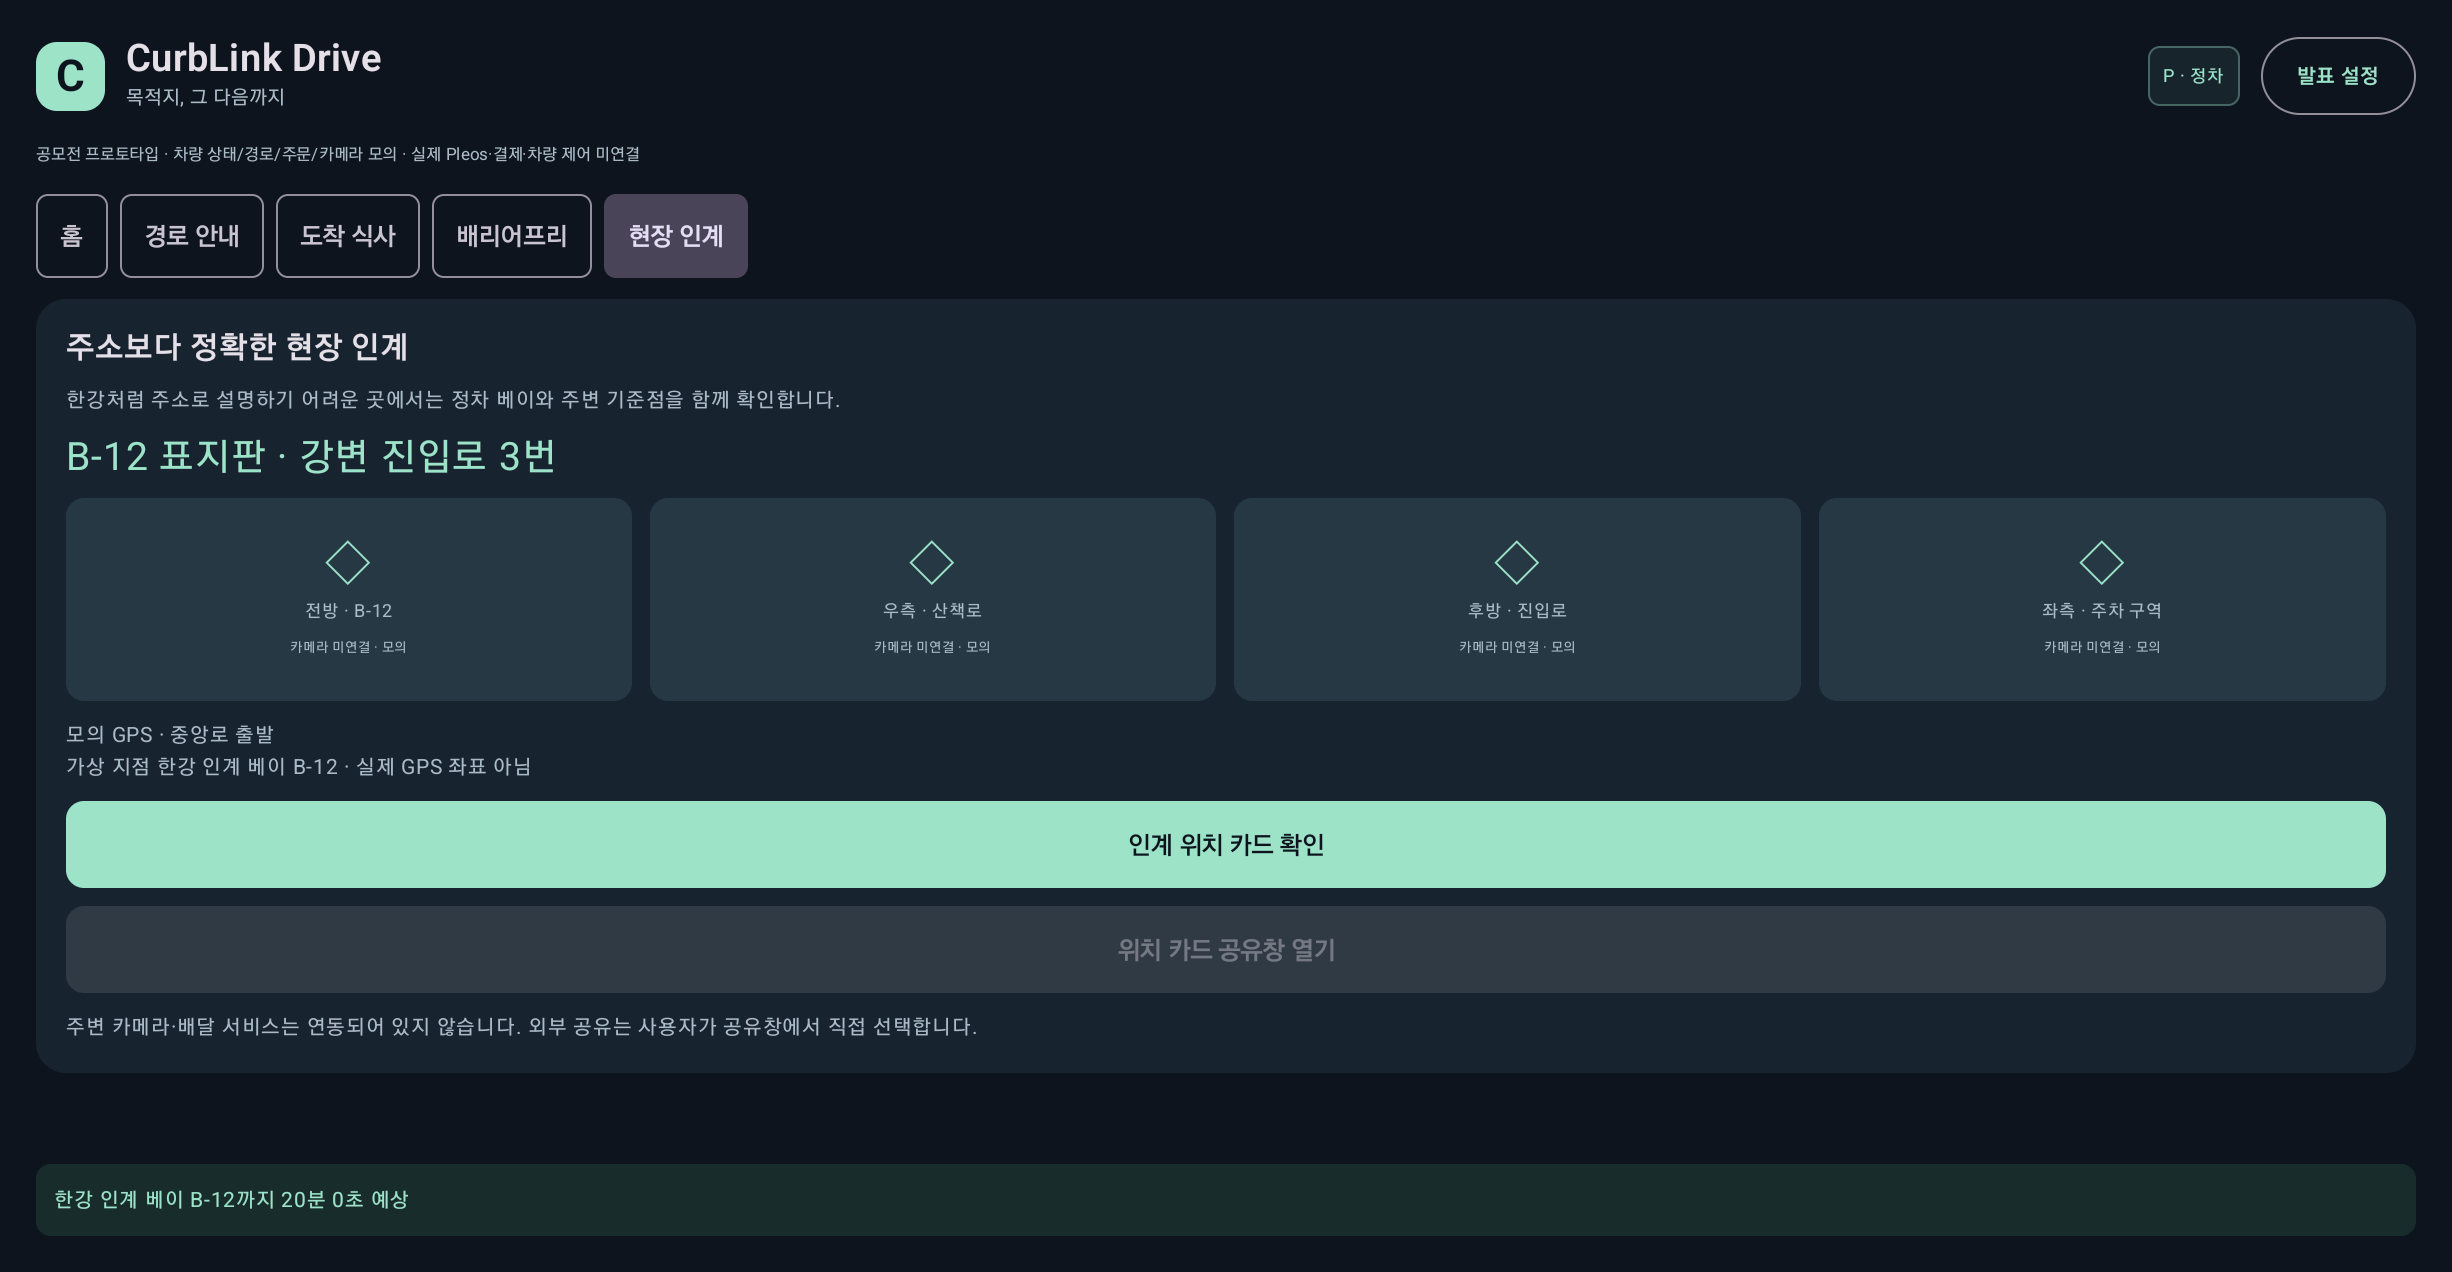 C
CurbLink Drive
목적지, 그 다음까지
P · 정차
발표 설정
공모전 프로토타입 · 차량 상태/경로/주문/카메라 모의 · 실제 Pleos·결제·차량 제어 미연결
홈
경로 안내
도착 식사
배리어프리
현장 인계
주소보다 정확한 현장 인계
한강처럼 주소로 설명하기 어려운 곳에서는 정차 베이와 주변 기준점을 함께 확인합니다.
B-12 표지판 · 강변 진입로 3번
전방 · B-12
카메라 미연결 · 모의
우측 · 산책로
카메라 미연결 · 모의
후방 · 진입로
카메라 미연결 · 모의
좌측 · 주차 구역
카메라 미연결 · 모의
모의 GPS · 중앙로 출발
가상 지점 한강 인계 베이 B-12 · 실제 GPS 좌표 아님
인계 위치 카드 확인
위치 카드 공유창 열기
주변 카메라·배달 서비스는 연동되어 있지 않습니다. 외부 공유는 사용자가 공유창에서 직접 선택합니다.
한강 인계 베이 B-12까지 20분 0초 예상